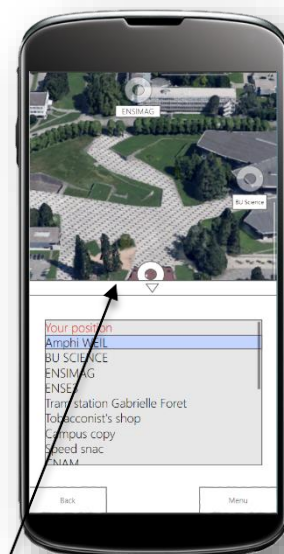 ENSIMAG
BU Science
Your position
Amphi WEIL
BU SCIENCE
ENSIMAG
ENSE3
Tram station Gabrielle Foret
Tobacconist's shop
Campus copy
Speed snac
CNAM
Back
Menu